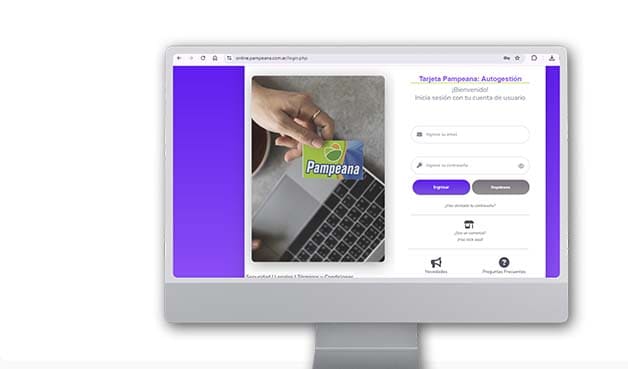 online.pampeana.com.ar/login.php
Tarjeta Pampeana: Autogestión
¡Bienvenido!
Inicia sesión con tu cuenta de usuario
Pampeana
Ingrese su email
Ingrese su contraseña
Ingresar
Registrarse
¿Has olvidado tu contraseña?
¿Sos un comercio?
¡Haz click aquí!
Novedades
Preguntas Frecuentes
Seguridad | Legales | Términos y Condiciones